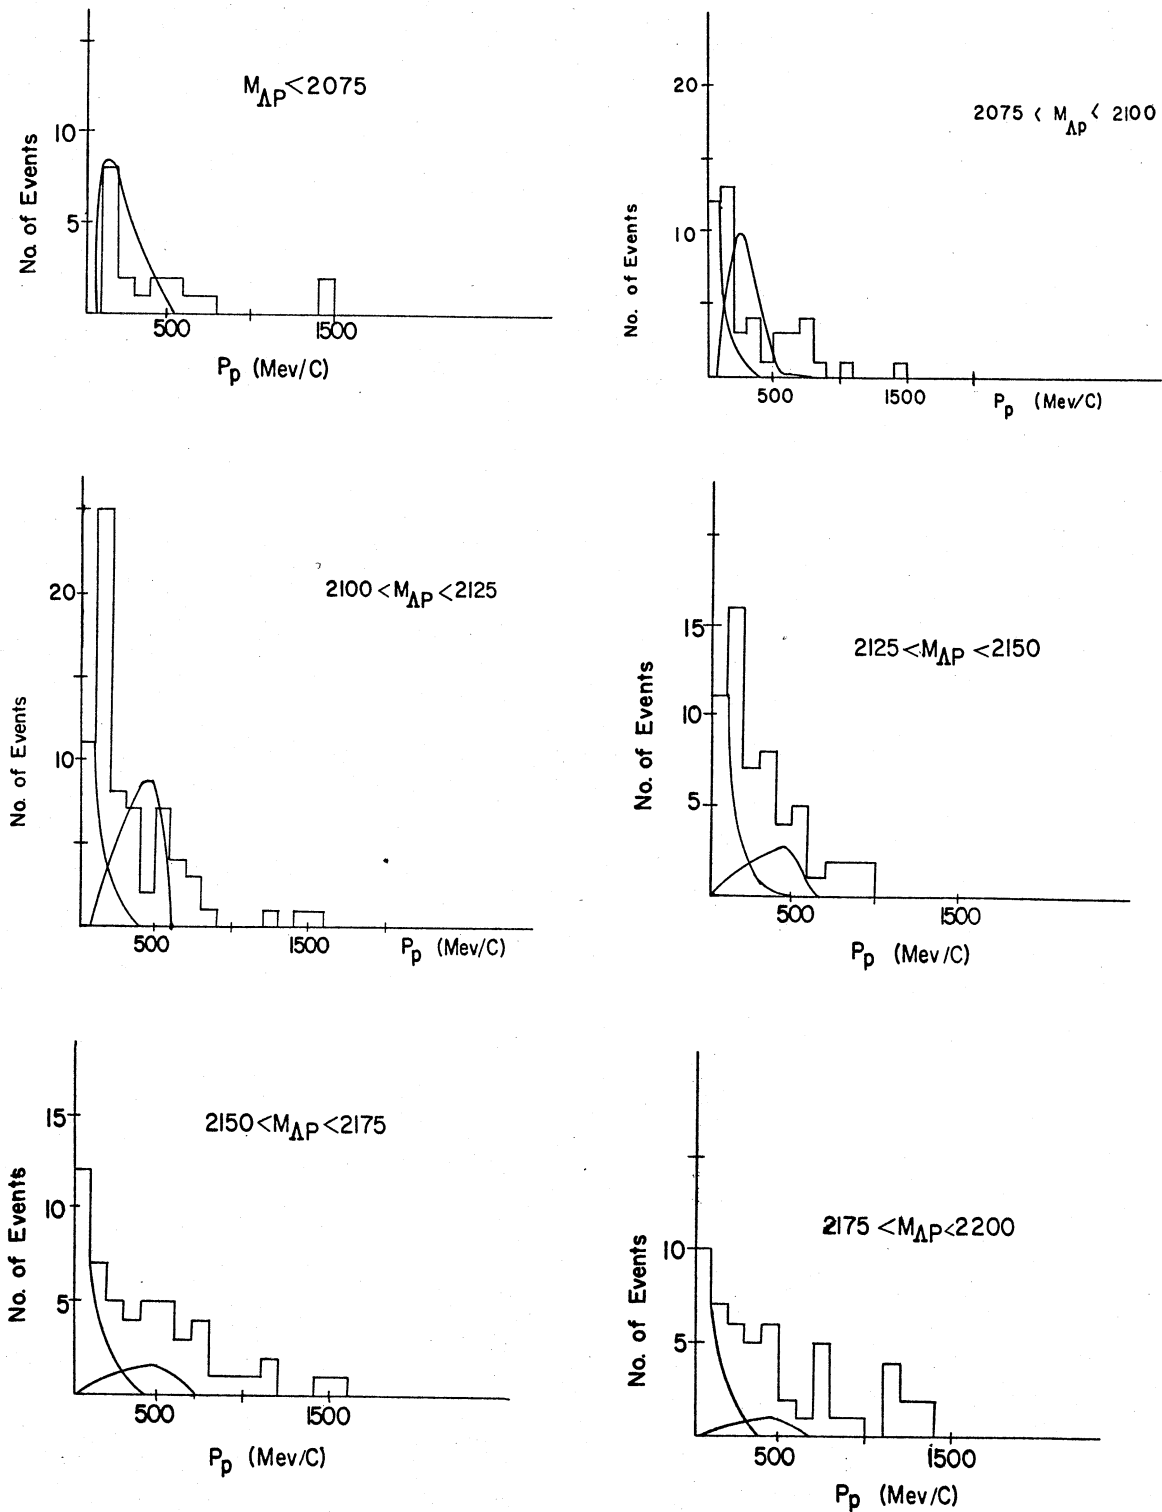 M_ΛP<2075
No. of Events
10
5
500
1500
P_p (Mev/C)
2075 < M_Λp < 2100
No. of Events
20
10
500
1500
P_p (Mev/C)
2100<M_ΛP<2125
No. of Events
20
10
500
1500
P_p (Mev/C)
2125<M_ΛP<2150
No. of Events
15
10
5
500
1500
P_p (Mev/C)
2150<M_ΛP<2175
No. of Events
15
10
5
500
1500
P_p (Mev/C)
2175<M_ΛP<2200
No. of Events
10
5
500
1500
P_p (Mev/C)